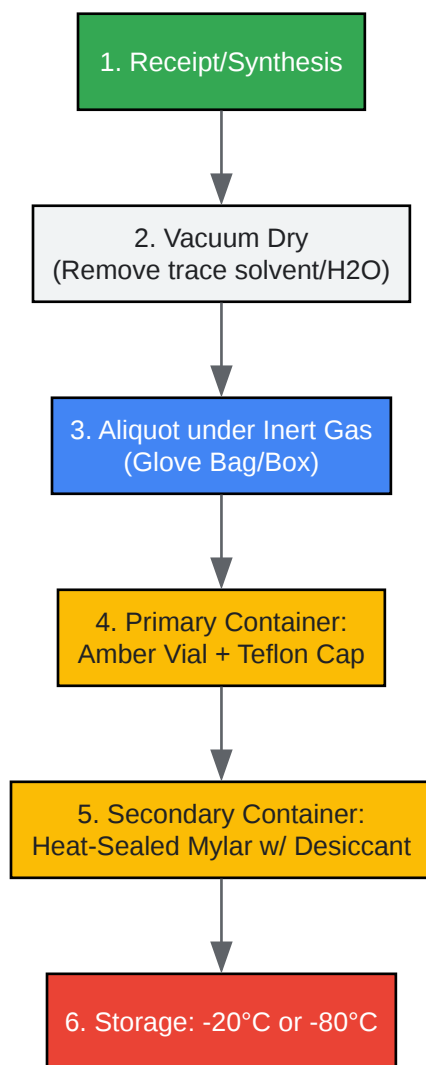 1. Receipt/Synthesis
2. Vacuum Dry
(Remove trace solvent/H2O)
3. Aliquot under Inert Gas
(Glove Bag/Box)
4. Primary Container:
Amber Vial + Teflon Cap
5. Secondary Container:
Heat-Sealed Mylar w/ Desiccant
6. Storage: -20°C or -80°C